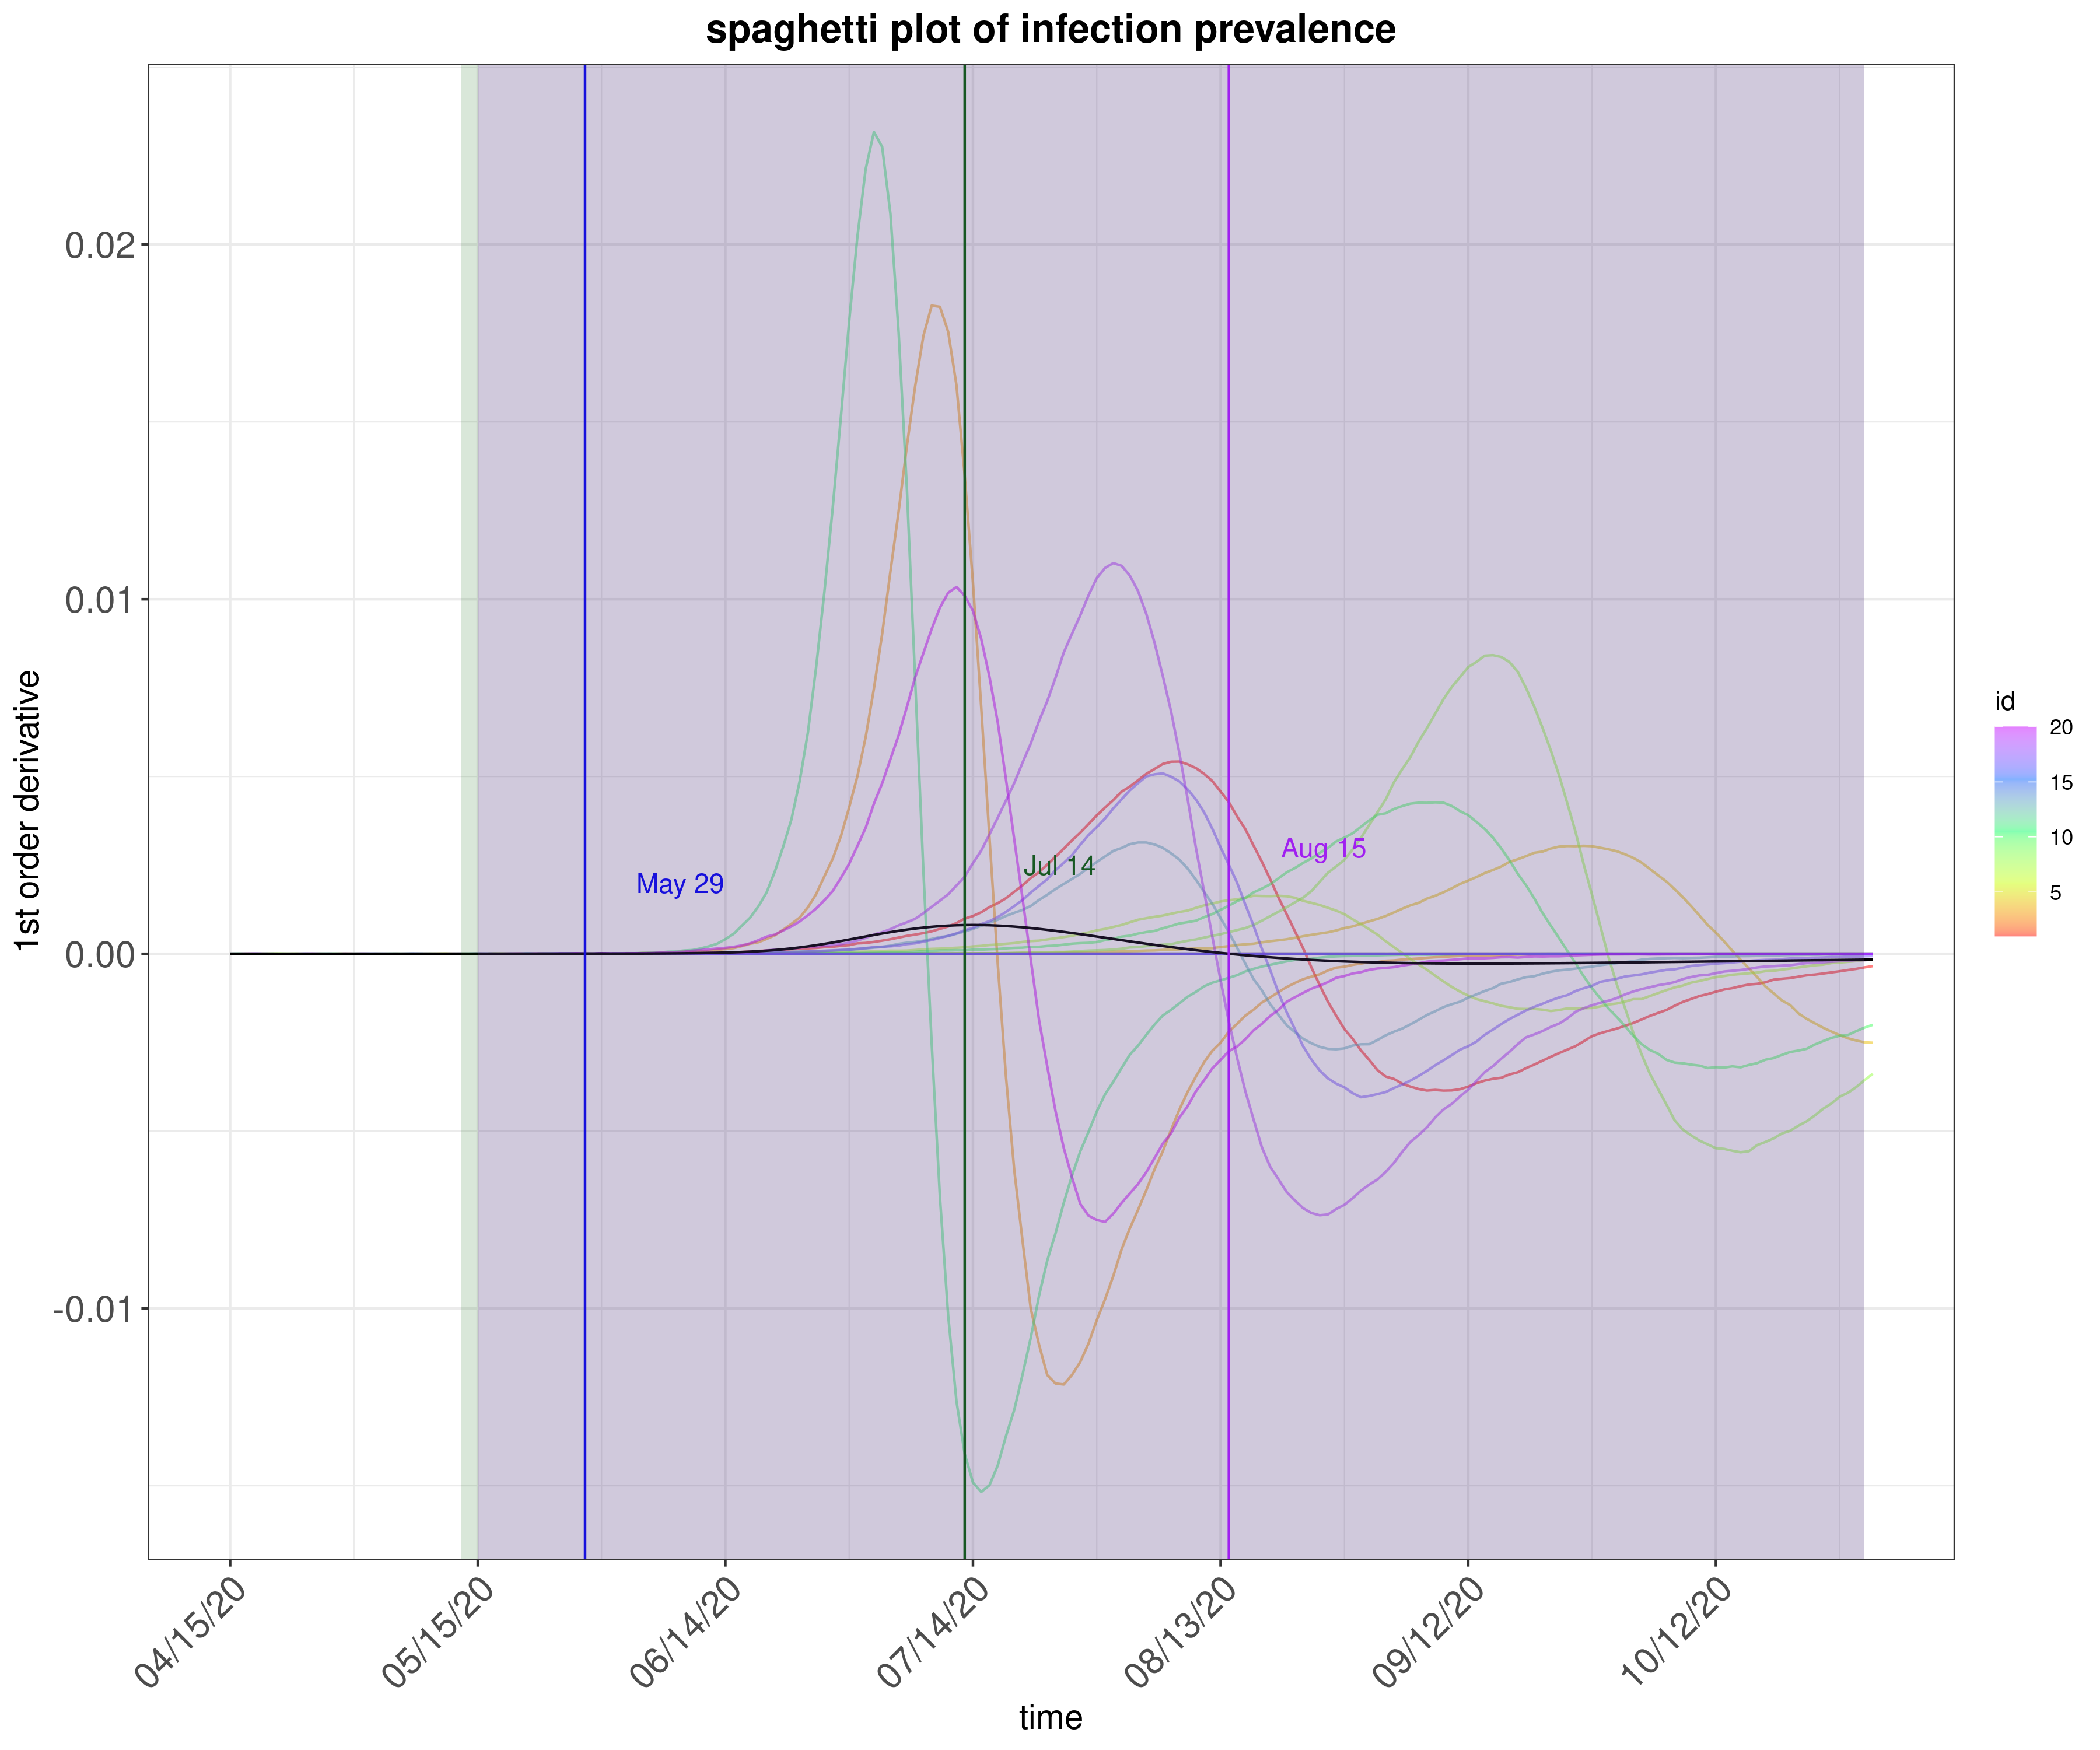 spaghetti plot of infection prevalence
1st order derivative
0.02
0.01
0.00
-0.01
May 29
Jul 14
Aug 15
04/15/20
05/15/20
06/14/20
07/14/20
08/13/20
09/12/20
10/12/20
time
id
20
15
10
5